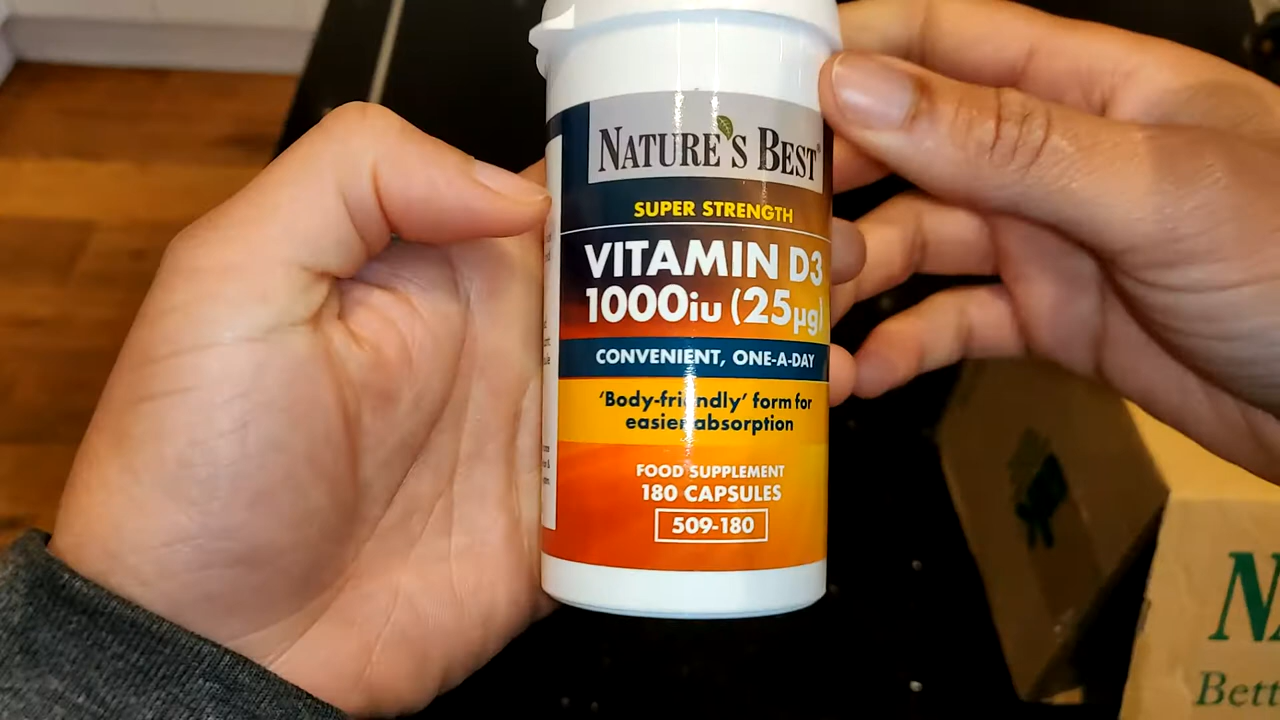 NATURE'S BEST®
SUPER STRENGTH
VITAMIN D3
1000iu (25µg)
CONVENIENT, ONE-A-DAY
'Body-friendly' form for
easier absorption
FOOD SUPPLEMENT
180 CAPSULES
509-180